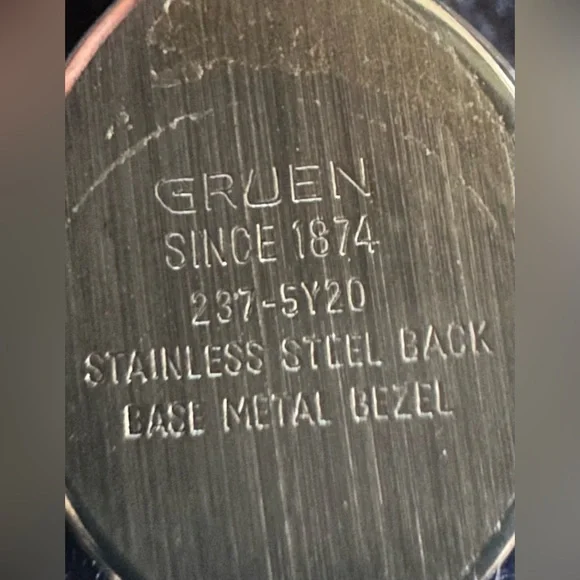 GRUEN
SINCE 1874
237-5Y20
STAINLESS STEEL BACK
BASE METAL BEZEL